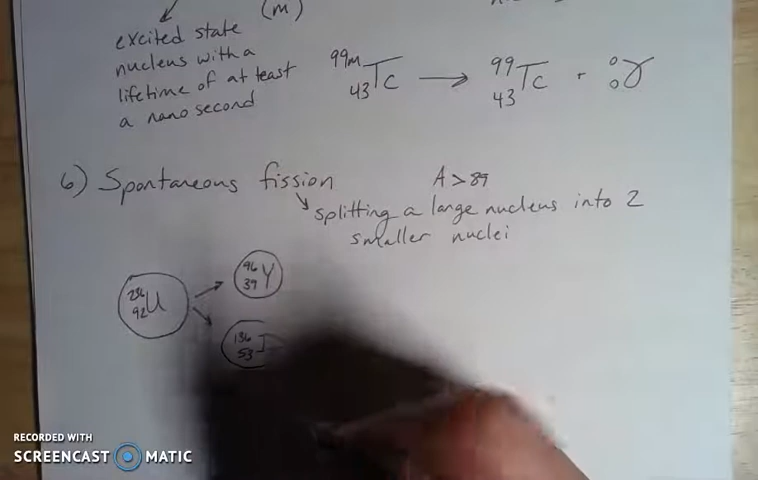 (m)
excited state
nucleus with a
lifetime of at least
a nano second
99m
43 Tc → 99
43 Tc + 0
0 γ
6) Spontaneous fission A > 89
splitting a large nucleus into 2
smaller nuclei
236
92 U
96
39 Y
136
53 I
RECORDED WITH
SCREENCAST MATIC